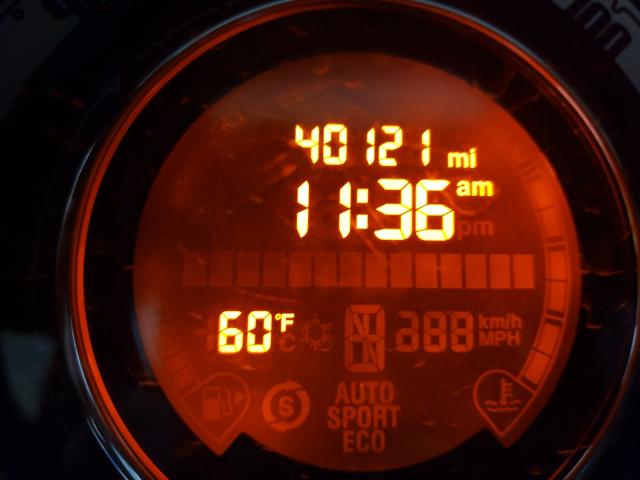 40121 mi
11:36 am
pm
60°F
C
km/h
MPH
S
AUTO
SPORT
ECO